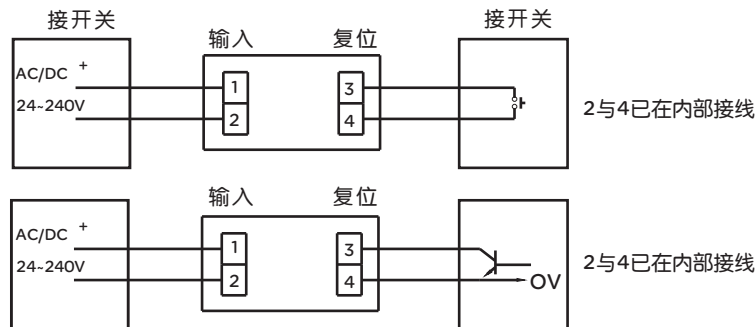 接开关
输入
复位
接开关
AC/DC +
24~240V
1
2
3
4
2与4已在内部接线
输入
复位
AC/DC +
24~240V
1
2
3
4
OV
2与4已在内部接线